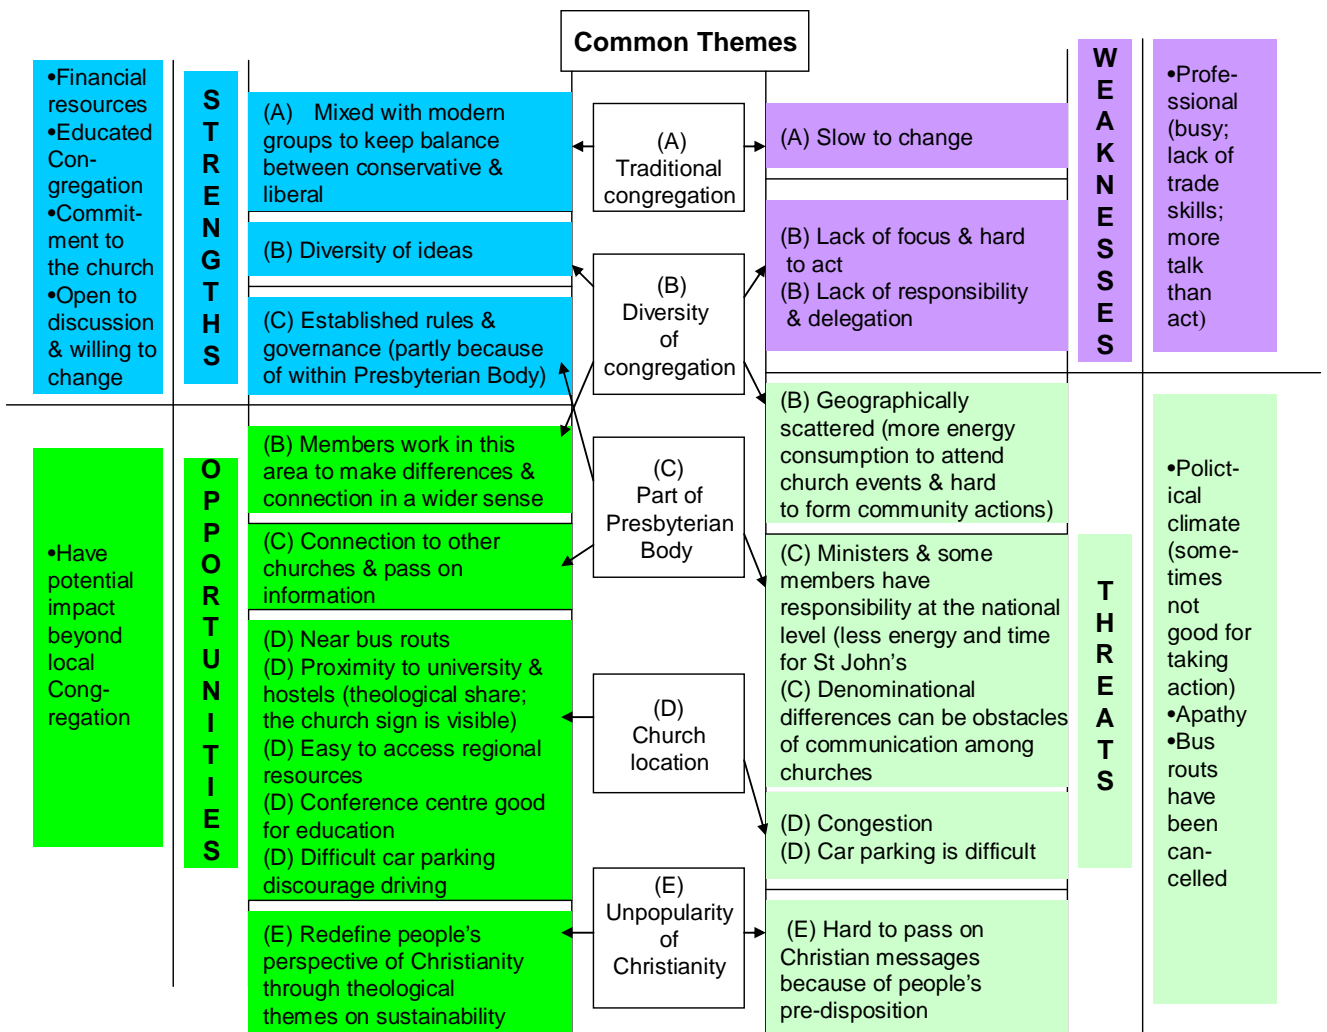 Common Themes
•Financial
resources
•Educated
Con-
gregation
•Commit-
ment to
the church
•Open to
discussion
& willing to
change
S
T
R
E
N
G
T
H
S
(A) Mixed with modern
groups to keep balance
between conservative &
liberal
(B) Diversity of ideas
(C) Established rules &
governance (partly because
of within Presbyterian Body)
(A)
Traditional
congregation
(B)
Diversity
of
congregation
(C)
Part of
Presbyterian
Body
(D)
Church
location
(E)
Unpopularity
of
Christianity
(A) Slow to change
(B) Lack of focus & hard
to act
(B) Lack of responsibility
& delegation
W
E
A
K
N
E
S
S
E
S
•Profe-
ssional
(busy;
lack of
trade
skills;
more
talk
than
act)
•Have
potential
impact
beyond
local
Cong-
regation
O
P
P
O
R
T
U
N
I
T
I
E
S
(B) Members work in this
area to make differences &
connection in a wider sense
(C) Connection to other
churches & pass on
information
(D) Near bus routs
(D) Proximity to university &
hostels (theological share;
the church sign is visible)
(D) Easy to access regional
resources
(D) Conference centre good
for education
(D) Difficult car parking
discourage driving
(E) Redefine people's
perspective of Christianity
through theological
themes on sustainability
(B) Geographically
scattered (more energy
consumption to attend
church events & hard
to form community actions)
(C) Ministers & some
members have
responsibility at the national
level (less energy and time
for St John's
(C) Denominational
differences can be obstacles
of communication among
churches
(D) Congestion
(D) Car parking is difficult
(E) Hard to pass on
Christian messages
because of people's
pre-disposition
T
H
R
E
A
T
S
•Polict-
ical
climate
(some-
times
not
good for
taking
action)
•Apathy
•Bus
routs
have
been
can-
celled